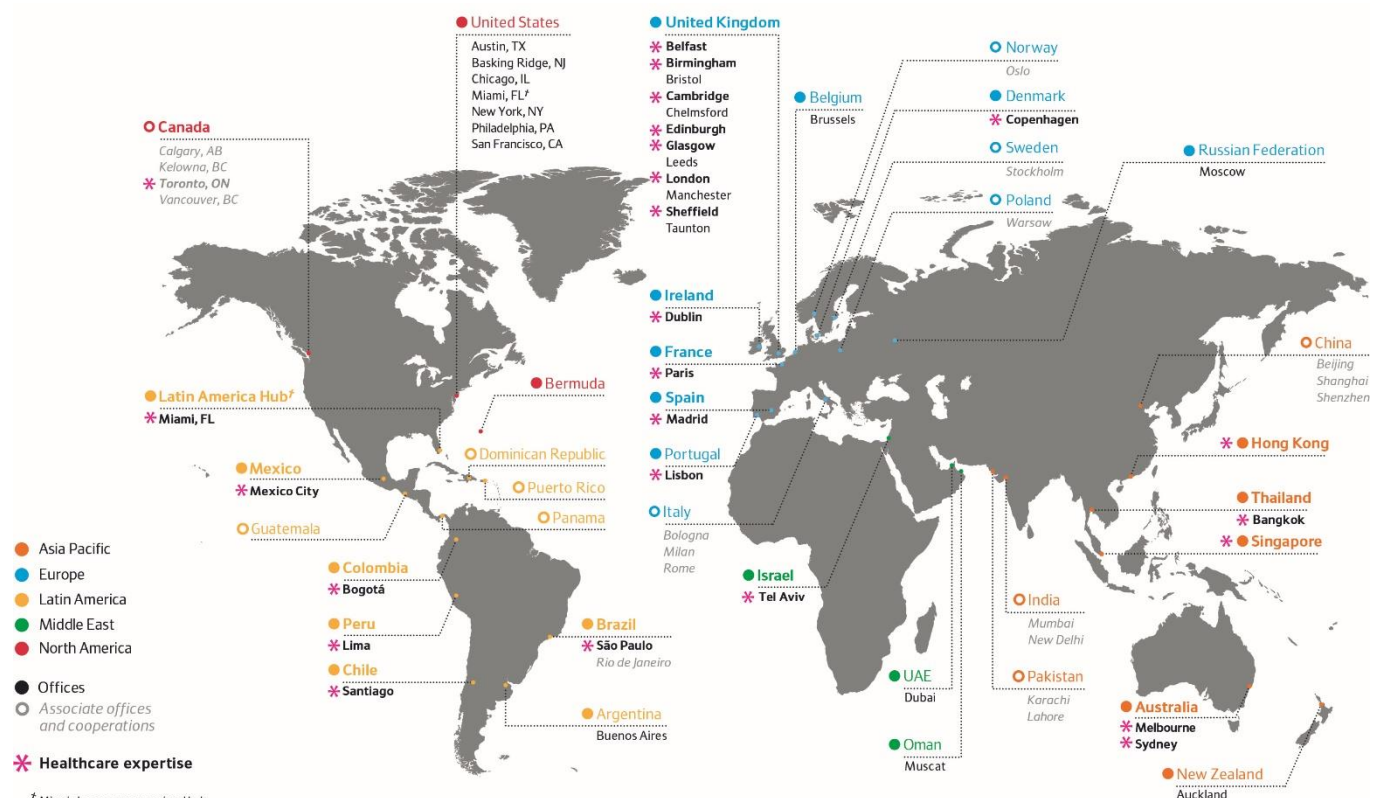 United States
Austin, TX
Basking Ridge, NJ
Chicago, IL
Miami, FL†
New York, NY
Philadelphia, PA
San Francisco, CA
Canada
Calgary, AB
Kelowna, BC
Toronto, ON
Vancouver, BC
United Kingdom
Belfast
Birmingham
Bristol
Cambridge
Chelmsford
Edinburgh
Glasgow
Leeds
London
Manchester
Sheffield
Taunton
Belgium
Brussels
Norway
Oslo
Denmark
Copenhagen
Sweden
Stockholm
Poland
Warsaw
Russian Federation
Moscow
Ireland
Dublin
France
Paris
Spain
Madrid
Portugal
Lisbon
Italy
Bologna
Milan
Rome
Latin America Hub†
Miami, FL
Bermuda
Mexico
Mexico City
Dominican Republic
Puerto Rico
Panama
Guatemala
Colombia
Bogotá
Peru
Lima
Chile
Santiago
Brazil
São Paulo
Rio de Janeiro
Argentina
Buenos Aires
Israel
Tel Aviv
UAE
Dubai
Oman
Muscat
China
Beijing
Shanghai
Shenzhen
Hong Kong
Thailand
Bangkok
Singapore
India
Mumbai
New Delhi
Pakistan
Karachi
Lahore
Australia
Melbourne
Sydney
New Zealand
Auckland
Asia Pacific
Europe
Latin America
Middle East
North America
Offices
Associate offices
and cooperations
Healthcare expertise